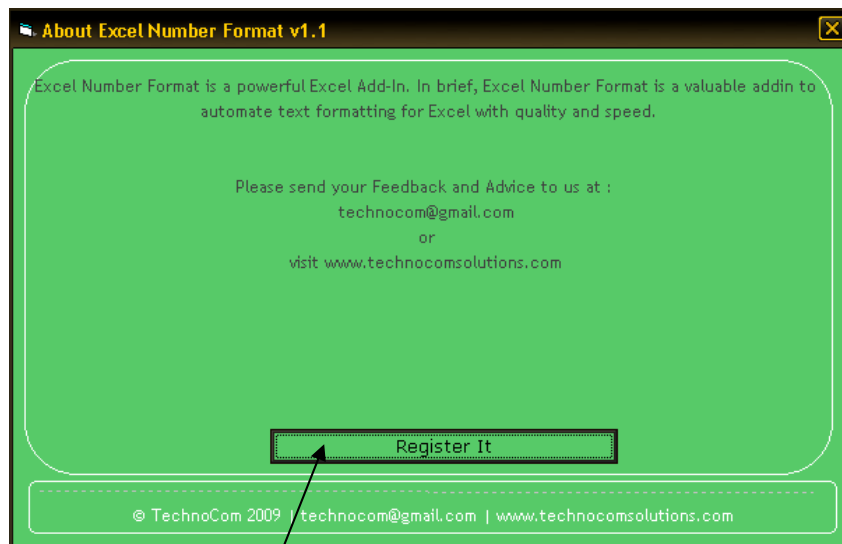 About Excel Number Format v1.1
Excel Number Format is a powerful Excel Add-In. In brief, Excel Number Format is a valuable addin to
automate text formatting for Excel with quality and speed.
Please send your Feedback and Advice to us at :
technocom@gmail.com
or
visit www.technocomsolutions.com
Register It
© TechnoCom 2009 | technocom@gmail.com | www.technocomsolutions.com